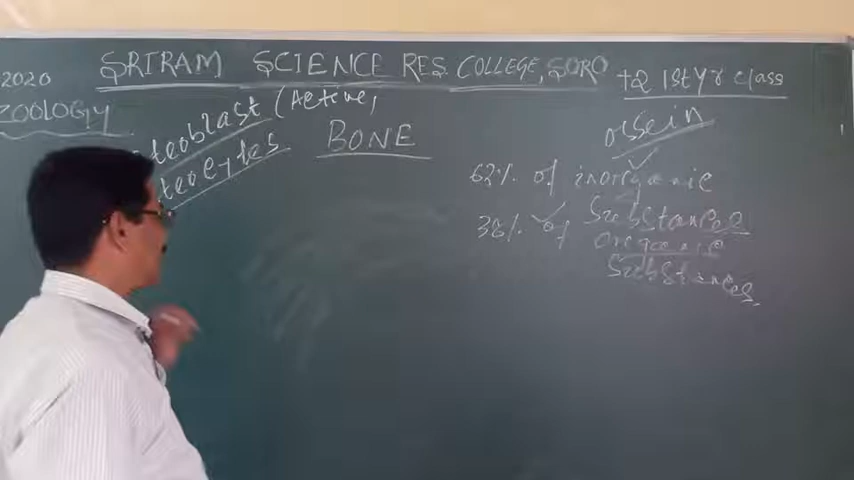 SRIRAM SCIENCE RES. COLLEGE, SORO
+2 1st yr class
2020
ZOOLOGY
teoblast (Active,
teocytes
BONE
ossein
62% of inorganic
substances
38% of organic
substances